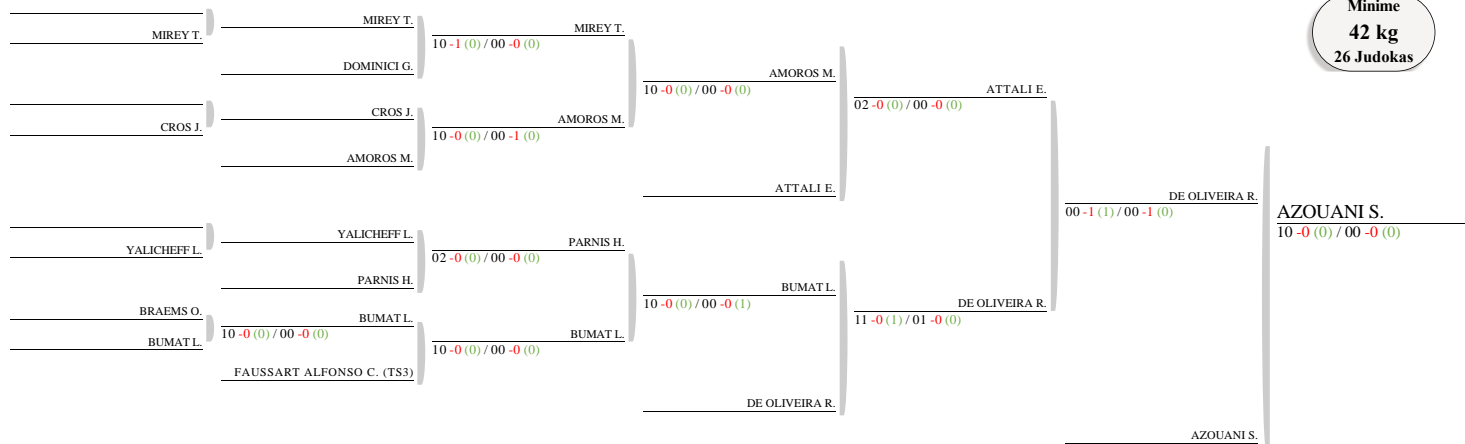 Minime
42 kg
26 Judokas
MIREY T.
MIREY T.
DOMINICI G.
10 -1 (0) / 00 -0 (0)
MIREY T.
CROS J.
CROS J.
AMOROS M.
10 -0 (0) / 00 -1 (0)
AMOROS M.
10 -0 (0) / 00 -0 (0)
AMOROS M.
ATTALI E.
02 -0 (0) / 00 -0 (0)
ATTALI E.
YALICHEFF L.
YALICHEFF L.
PARNIS H.
02 -0 (0) / 00 -0 (0)
PARNIS H.
BRAEMS O.
BUMAT L.
10 -0 (0) / 00 -0 (0)
BUMAT L.
FAUSSART ALFONSO C. (TS3)
10 -0 (0) / 00 -0 (0)
BUMAT L.
10 -0 (0) / 00 -0 (1)
BUMAT L.
DE OLIVEIRA R.
11 -0 (1) / 01 -0 (0)
DE OLIVEIRA R.
00 -1 (1) / 00 -1 (0)
DE OLIVEIRA R.
AZOUANI S.
AZOUANI S.
10 -0 (0) / 00 -0 (0)